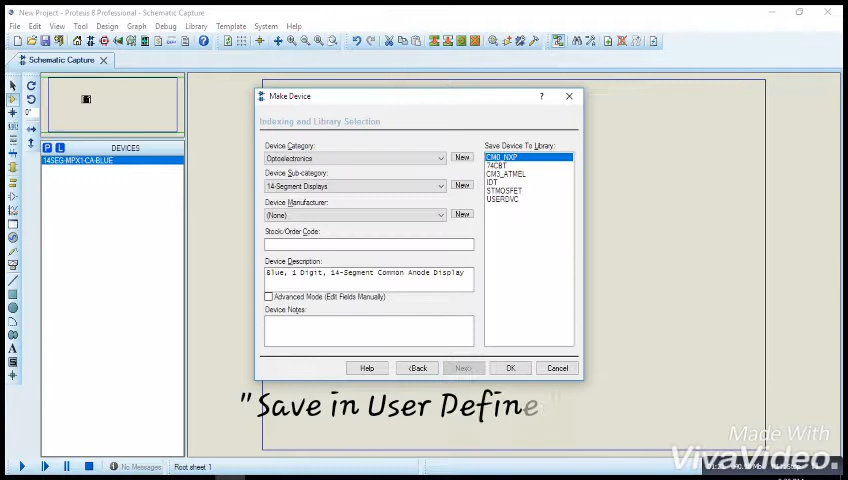 New Project - Proteus 8 Professional - Schematic Capture
File Edit View Tool Design Graph Debug Library Template System Help
Schematic Capture
0°
P L DEVICES
14SEG-MPX1-CA-BLUE
Make Device
Indexing and Library Selection
Device Category:
Optoelectronics
New
Device Sub-category:
14-Segment Displays
New
Device Manufacturer:
(None)
New
Stock/Order Code:
Device Description:
Blue, 1 Digit, 14-Segment Common Anode Display
Advanced Mode (Edit Fields Manually)
Device Notes:
Save Device To Library:
CM0_NXP
74CBT
CM3_ATMEL
IDT
STMOSFET
USERDVC
Help
<Back
Next>
OK
Cancel
"Save in User Define "
Made With
VivaVideo
No Messages
Root sheet 1